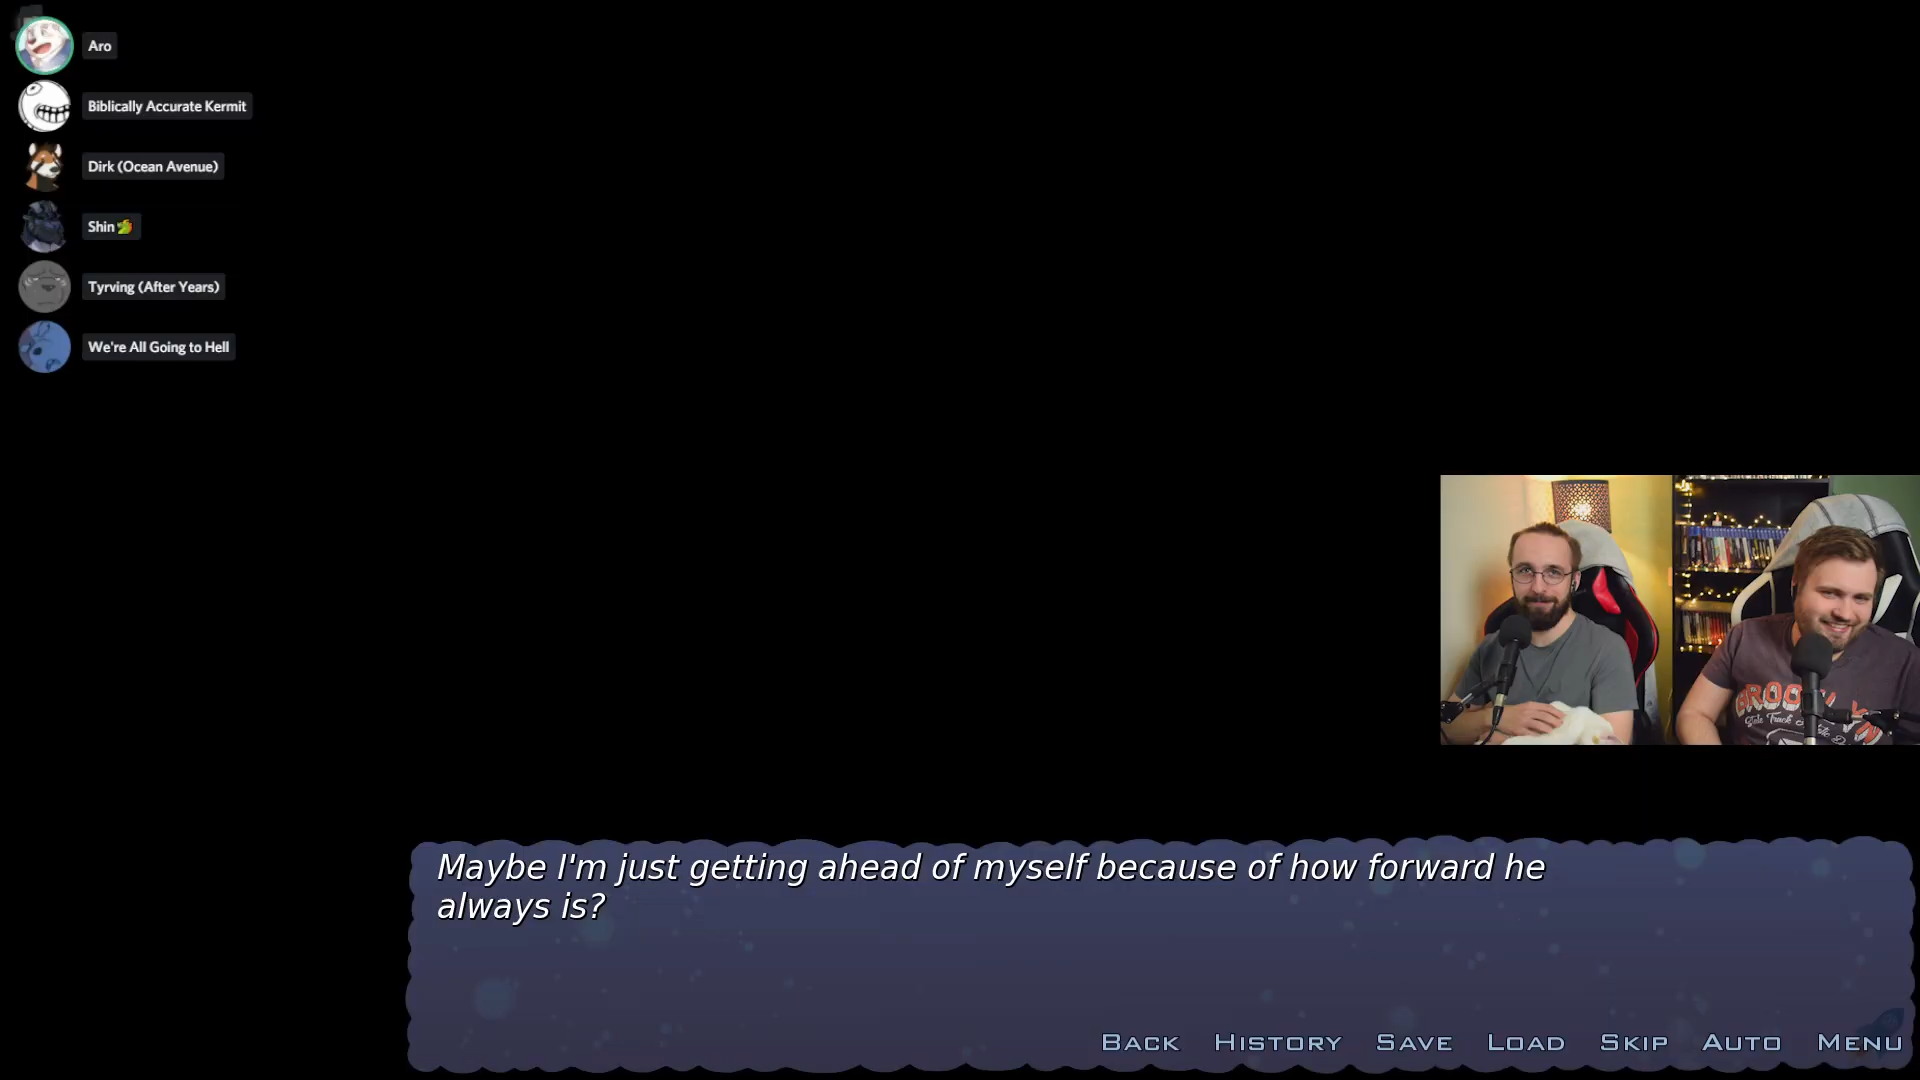 Aro
Biblically Accurate Kermit
Dirk (Ocean Avenue)
Shin
Tyrving (After Years)
We're All Going to Hell
Maybe I'm just getting ahead of myself because of how forward he
always is?
Back History Save Load Skip Auto Menu